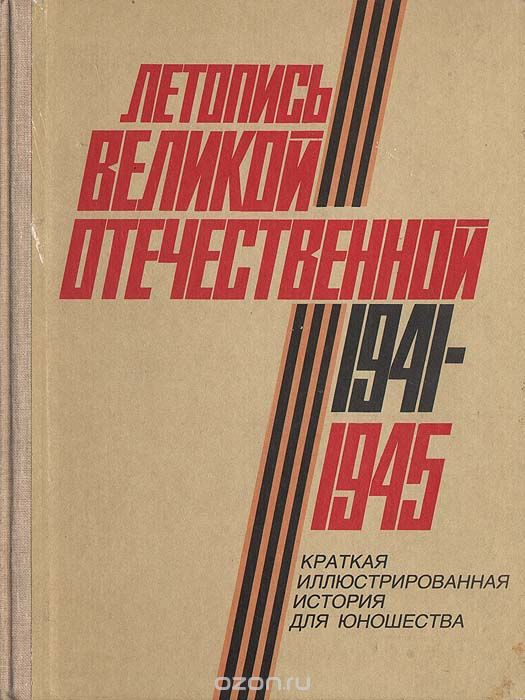 ЛЕТОПИСЬ
ВЕЛИКОЙ
ОТЕЧЕСТВЕННОЙ
1941-
1945
КРАТКАЯ
ИЛЛЮСТРИРОВАННАЯ
ИСТОРИЯ
ДЛЯ ЮНОШЕСТВА
ozon.ru